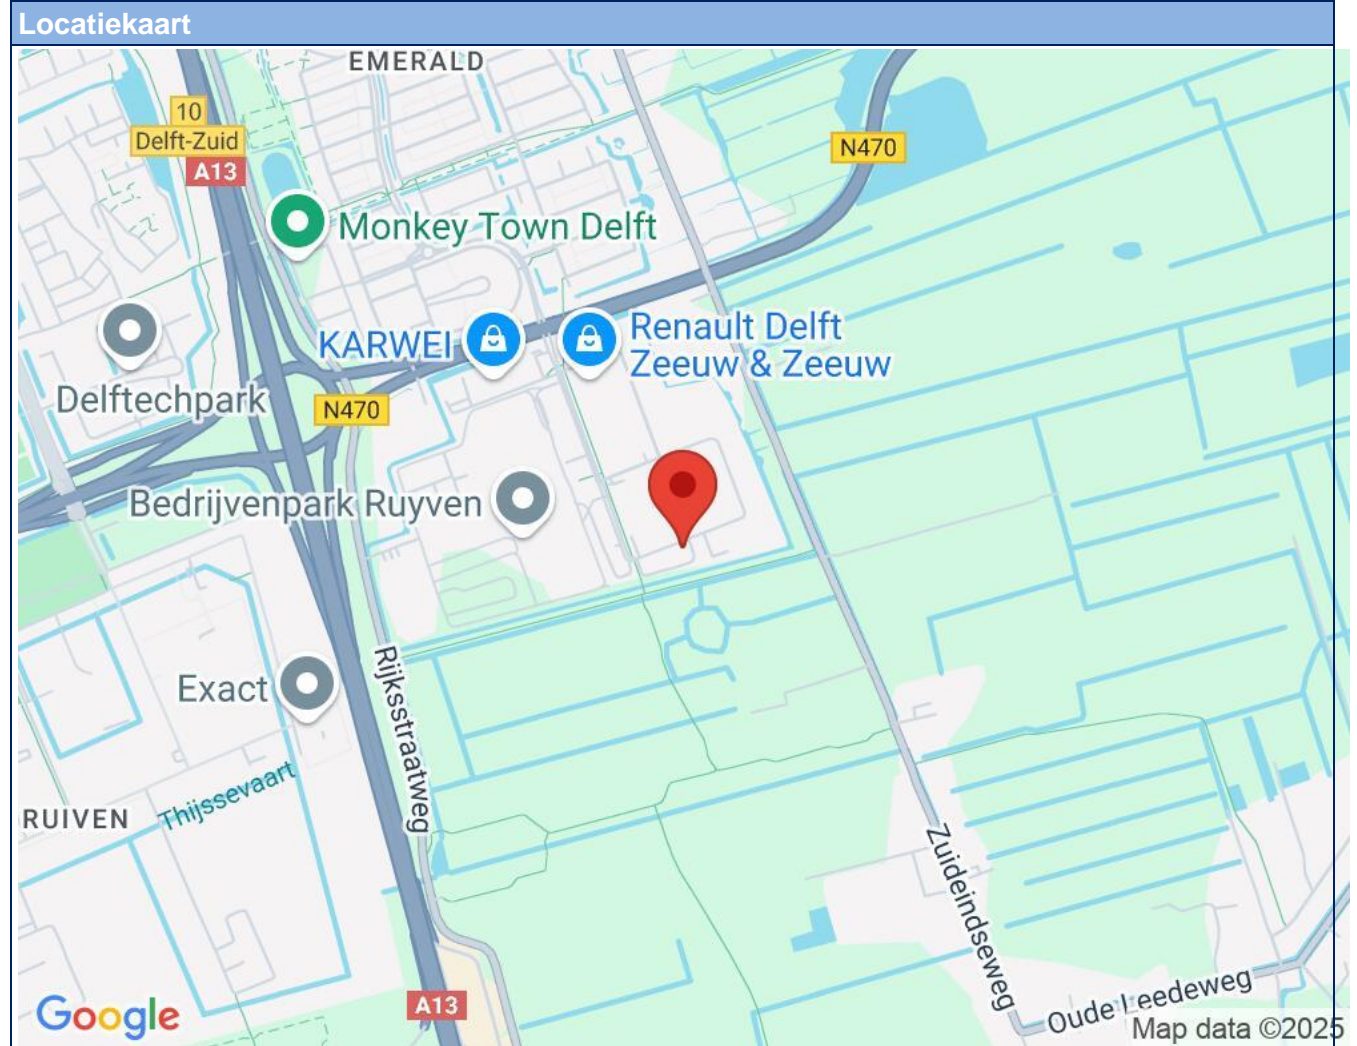 Locatiekaart
EMERALD
10
Delft-Zuid
A13
N470
Monkey Town Delft
KARWEI
Renault Delft
Zeeuw & Zeeuw
Delftechpark
N470
Bedrijvenpark Ruyven
Exact
Rijksstraatweg
Thijssevaart
RUIVEN
Zuideindseweg
Oude Leedeweg
A13
Google
Map data ©2025